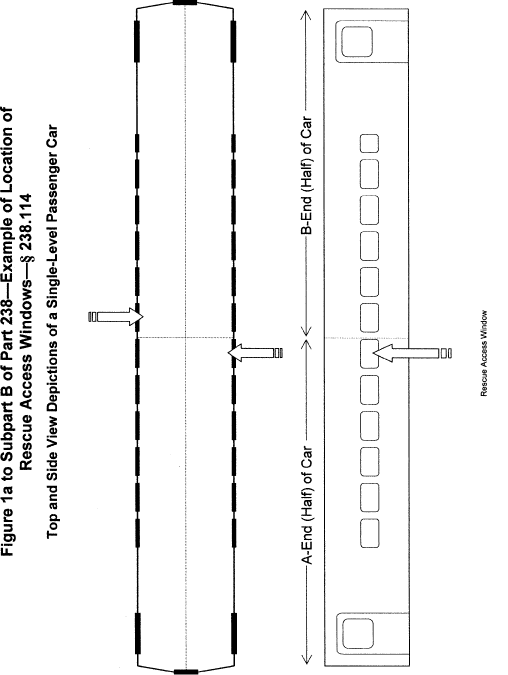 Figure 1a to Subpart B of Part 238—Example of Location of
Rescue Access Windows—§ 238.114
Top and Side View Depictions of a Single-Level Passenger Car
B-End (Half) of Car
A-End (Half) of Car
Rescue Access Window